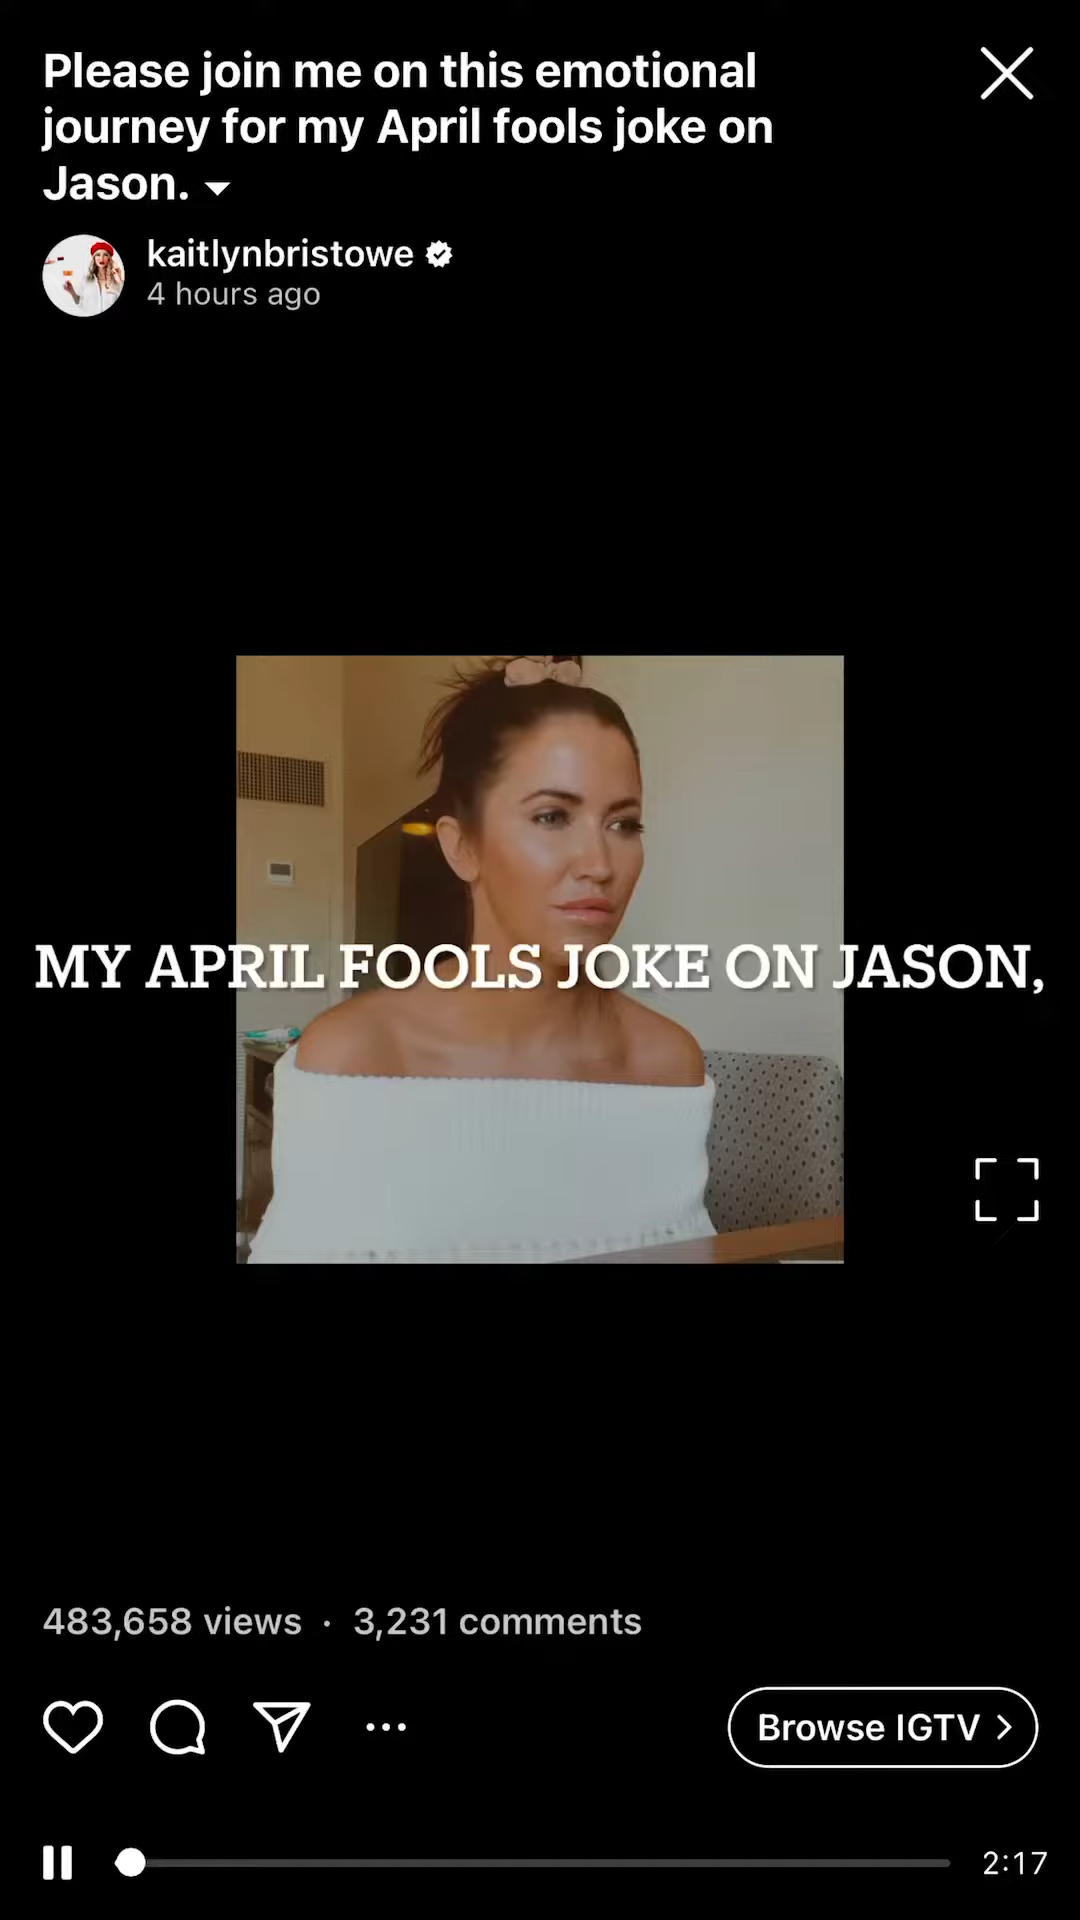 Please join me on this emotional
journey for my April fools joke on
Jason.
kaitlynbristowe
4 hours ago
MY APRIL FOOLS JOKE ON JASON,
483,658 views · 3,231 comments
Browse IGTV
2:17